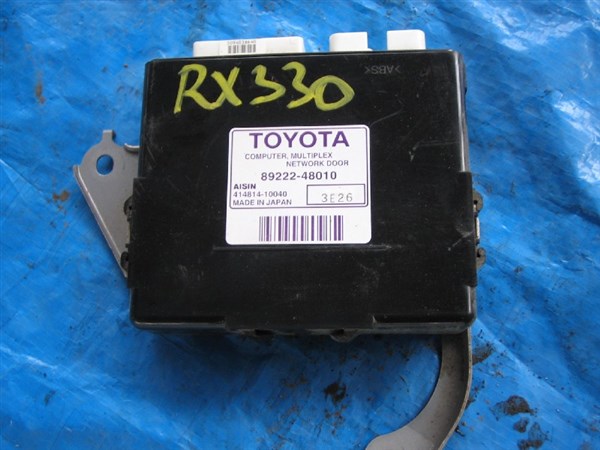 >ABS<
RX330
TOYOTA
COMPUTER, MULTIPLEX
NETWORK DOOR
89222-48010
AISIN
414814-10040
MADE IN JAPAN
3E26